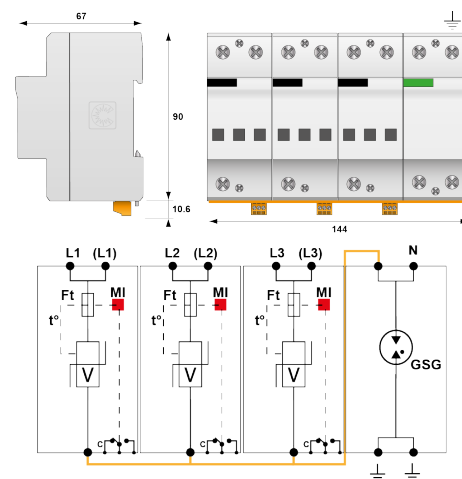 67
90
10.6
144
L1 (L1) L2 (L2) L3 (L3) N
Ft MI Ft MI Ft MI
t° t° t°
V V V GSG
C C C